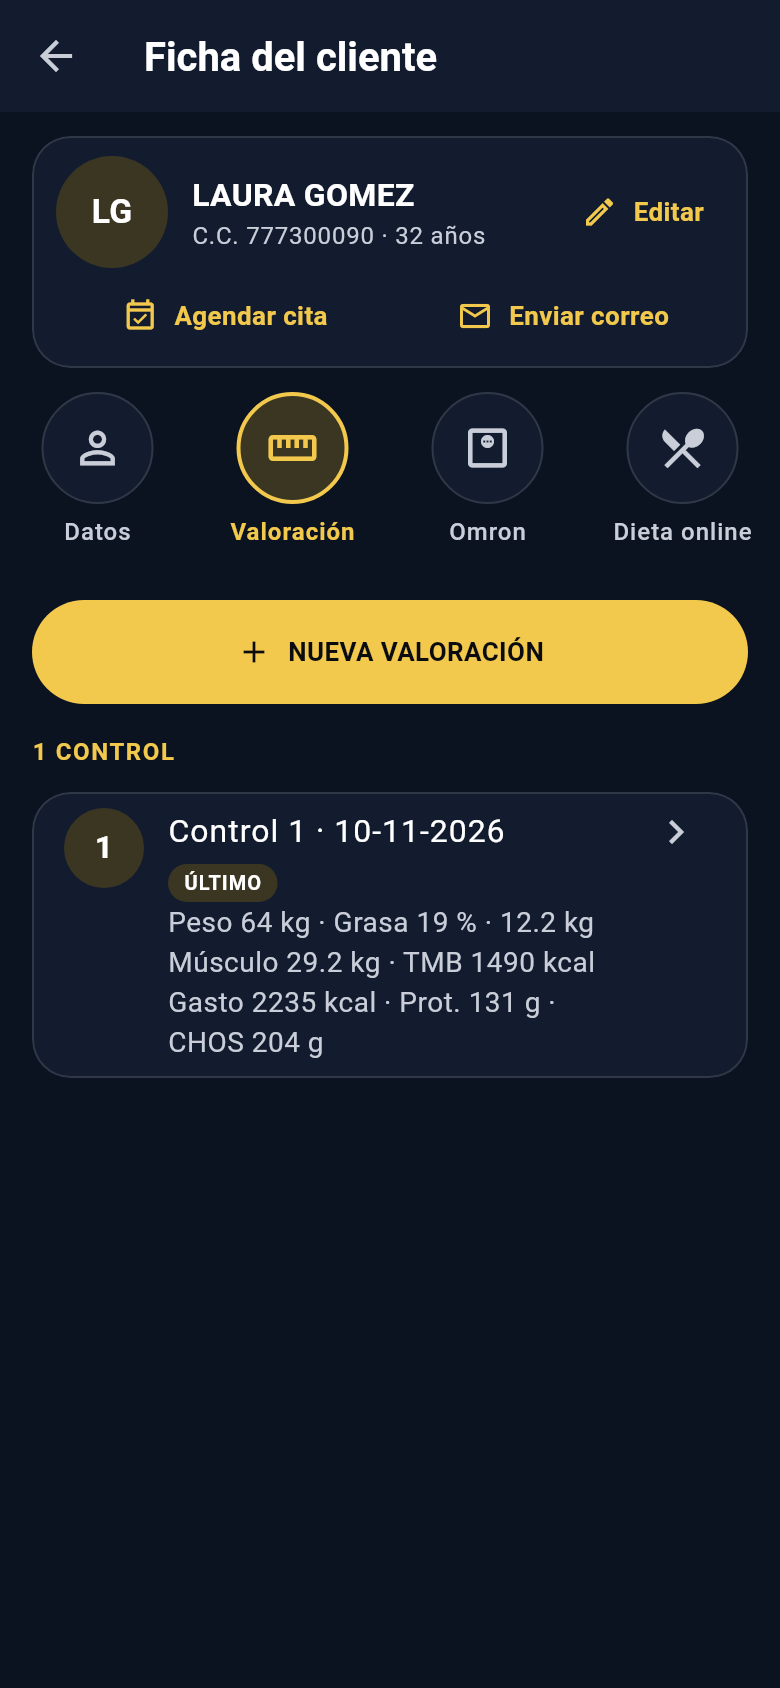 Ficha del cliente
LG
LAURA GOMEZ
C.C. 777300090 · 32 años
Editar
Agendar cita
Enviar correo
Datos
Valoración
Omron
Dieta online
+ NUEVA VALORACIÓN
1 CONTROL
1
Control 1 · 10-11-2026
ÚLTIMO
Peso 64 kg · Grasa 19 % · 12.2 kg
Músculo 29.2 kg · TMB 1490 kcal
Gasto 2235 kcal · Prot. 131 g ·
CHOS 204 g